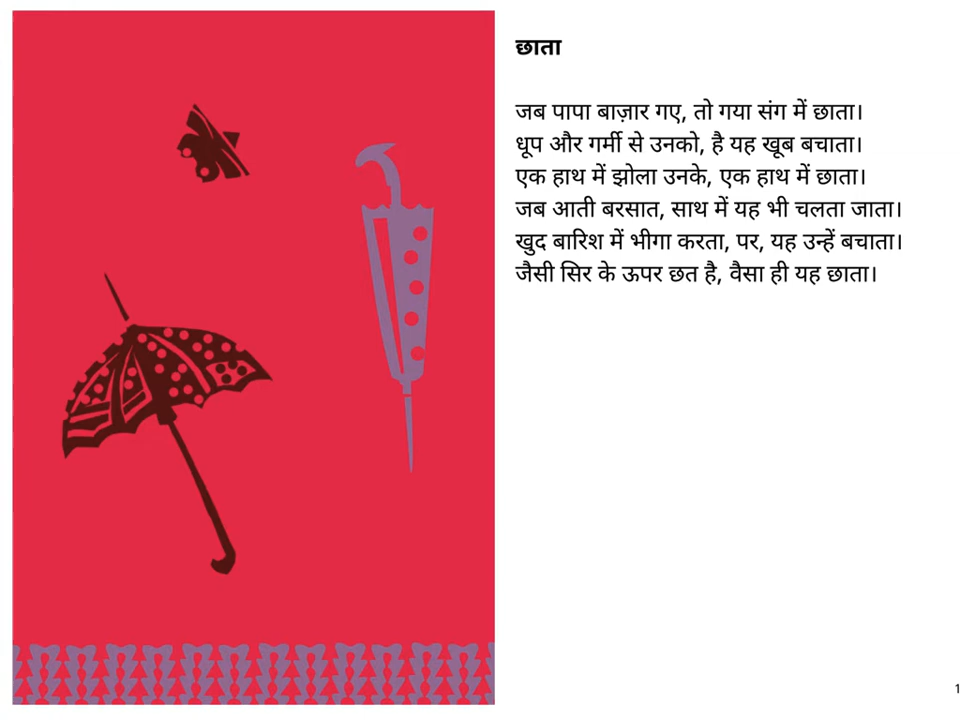 छाता
जब पापा बाज़ार गए, तो गया संग में छाता।
धूप और गर्मी से उनको, है यह खूब बचाता।
एक हाथ में झोला उनके, एक हाथ में छाता।
जब आती बरसात, साथ में यह भी चलता जाता।
खुद बारिश में भीगा करता, पर, यह उन्हें बचाता।
जैसी सिर के ऊपर छत है, वैसा ही यह छाता।
1